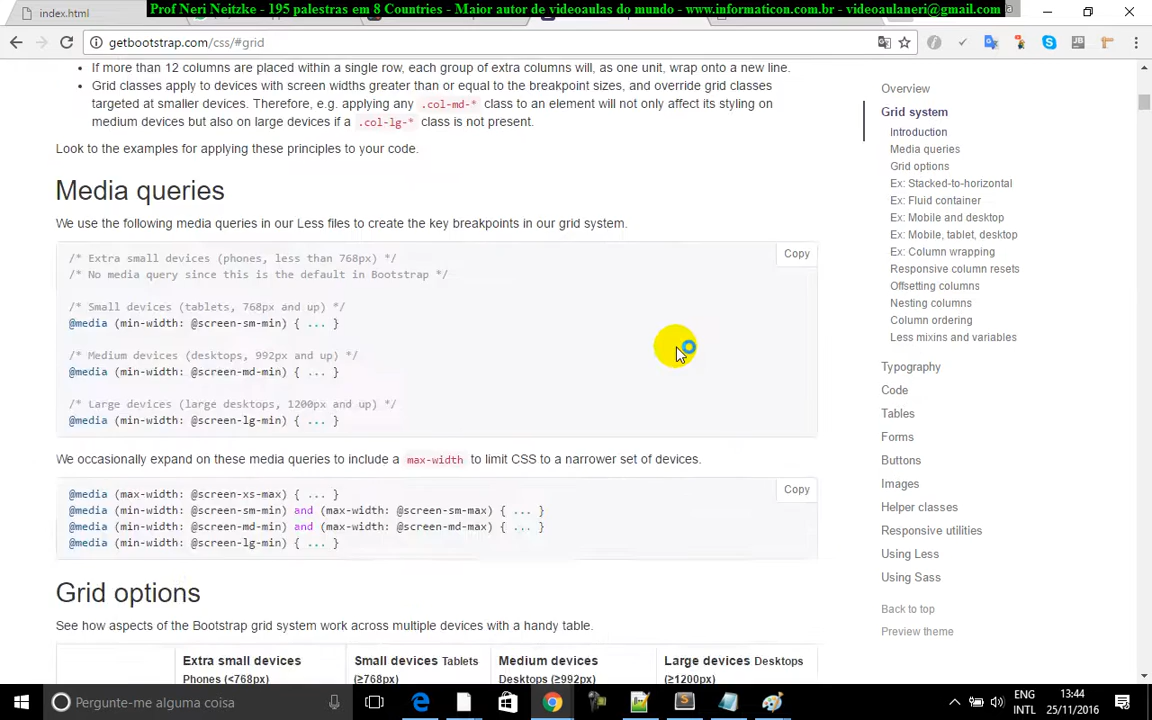 index.html
Prof Neri Neitzke - 195 palestras em 8 Countries - Maior autor de videoaulas do mundo - www.informaticon.com.br - videoaulaneri@gmail.com
getbootstrap.com/css/#grid
If more than 12 columns are placed within a single row, each group of extra columns will, as one unit, wrap onto a new line.
Grid classes apply to devices with screen widths greater than or equal to the breakpoint sizes, and override grid classes
targeted at smaller devices. Therefore, e.g. applying any .col-md-* class to an element will not only affect its styling on
medium devices but also on large devices if a .col-lg-* class is not present.
Look to the examples for applying these principles to your code.
Media queries
We use the following media queries in our Less files to create the key breakpoints in our grid system.
Copy
/* Extra small devices (phones, less than 768px) */
/* No media query since this is the default in Bootstrap */
/* Small devices (tablets, 768px and up) */
@media (min-width: @screen-sm-min) { ... }
/* Medium devices (desktops, 992px and up) */
@media (min-width: @screen-md-min) { ... }
/* Large devices (large desktops, 1200px and up) */
@media (min-width: @screen-lg-min) { ... }
We occasionally expand on these media queries to include a max-width to limit CSS to a narrower set of devices.
Copy
@media (max-width: @screen-xs-max) { ... }
@media (min-width: @screen-sm-min) and (max-width: @screen-sm-max) { ... }
@media (min-width: @screen-md-min) and (max-width: @screen-md-max) { ... }
@media (min-width: @screen-lg-min) { ... }
Grid options
See how aspects of the Bootstrap grid system work across multiple devices with a handy table.
Extra small devices
Phones (<768px)
Small devices Tablets
(≥768px)
Medium devices
Desktops (≥992px)
Large devices Desktops
(≥1200px)
Overview
Grid system
Introduction
Media queries
Grid options
Ex: Stacked-to-horizontal
Ex: Fluid container
Ex: Mobile and desktop
Ex: Mobile, tablet, desktop
Ex: Column wrapping
Responsive column resets
Offsetting columns
Nesting columns
Column ordering
Less mixins and variables
Typography
Code
Tables
Forms
Buttons
Images
Helper classes
Responsive utilities
Using Less
Using Sass
Back to top
Preview theme
Pergunte-me alguma coisa
ENG
INTL
13:44
25/11/2016